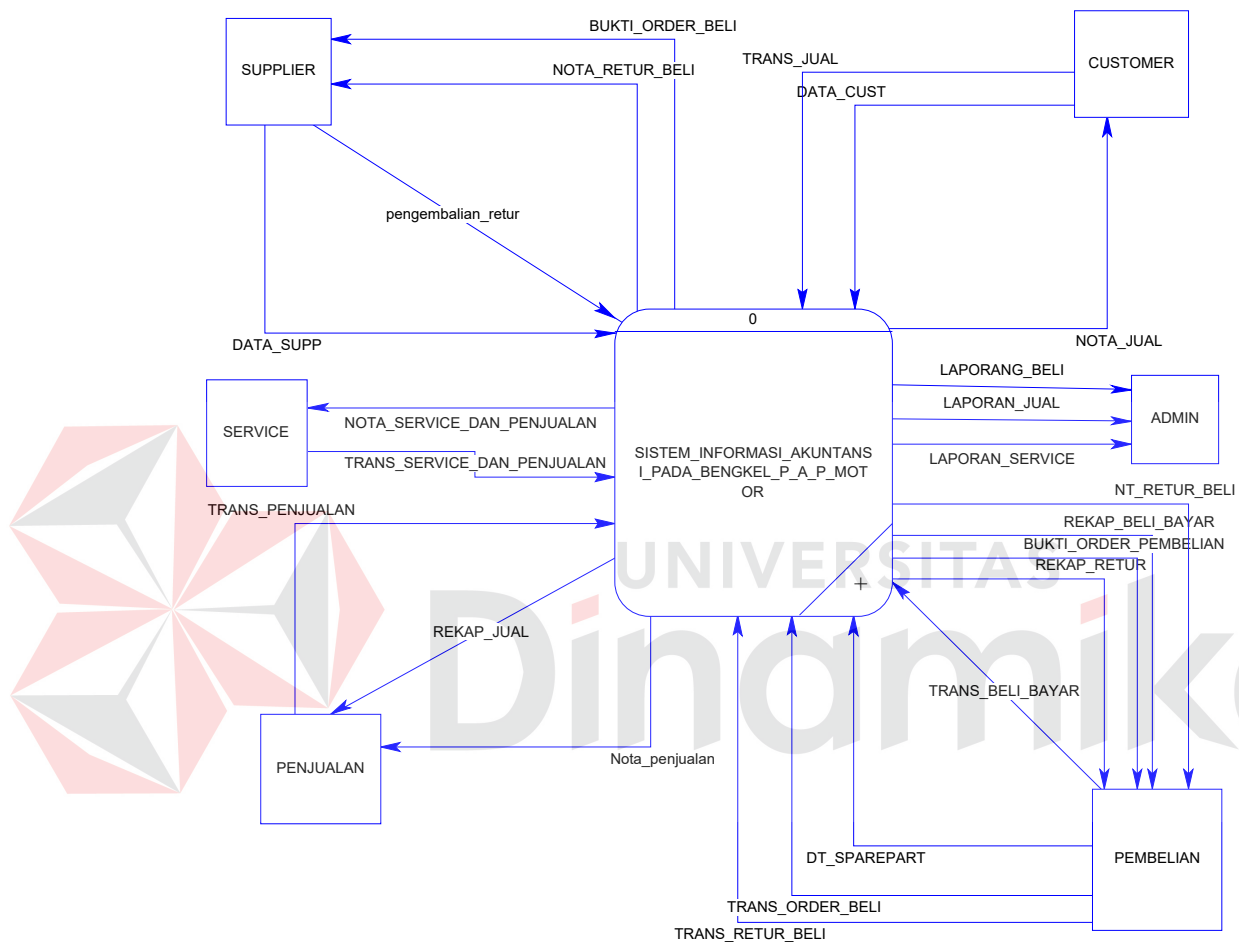 BUKTI_ORDER_BELI
SUPPLIER
NOTA_RETUR_BELI
TRANS_JUAL
CUSTOMER
DATA_CUST
pengembalian_retur
0
DATA_SUPP
NOTA_JUAL
LAPORANG_BELI
LAPORAN_JUAL
ADMIN
LAPORAN_SERVICE
SERVICE
NOTA_SERVICE_DAN_PENJUALAN
TRANS_SERVICE_DAN_PENJUALAN
SISTEM_INFORMASI_AKUNTANS
I_PADA_BENGKEL_P_A_P_MOT
OR
TRANS_PENJUALAN
NT_RETUR_BELI
REKAP_BELI_BAYAR
BUKTI_ORDER_PEMBELIAN
REKAP_RETUR
UNIVERSITAS
Dinamika
REKAP_JUAL
TRANS_BELI_BAYAR
PENJUALAN
Nota_penjualan
DT_SPAREPART
PEMBELIAN
TRANS_ORDER_BELI
TRANS_RETUR_BELI